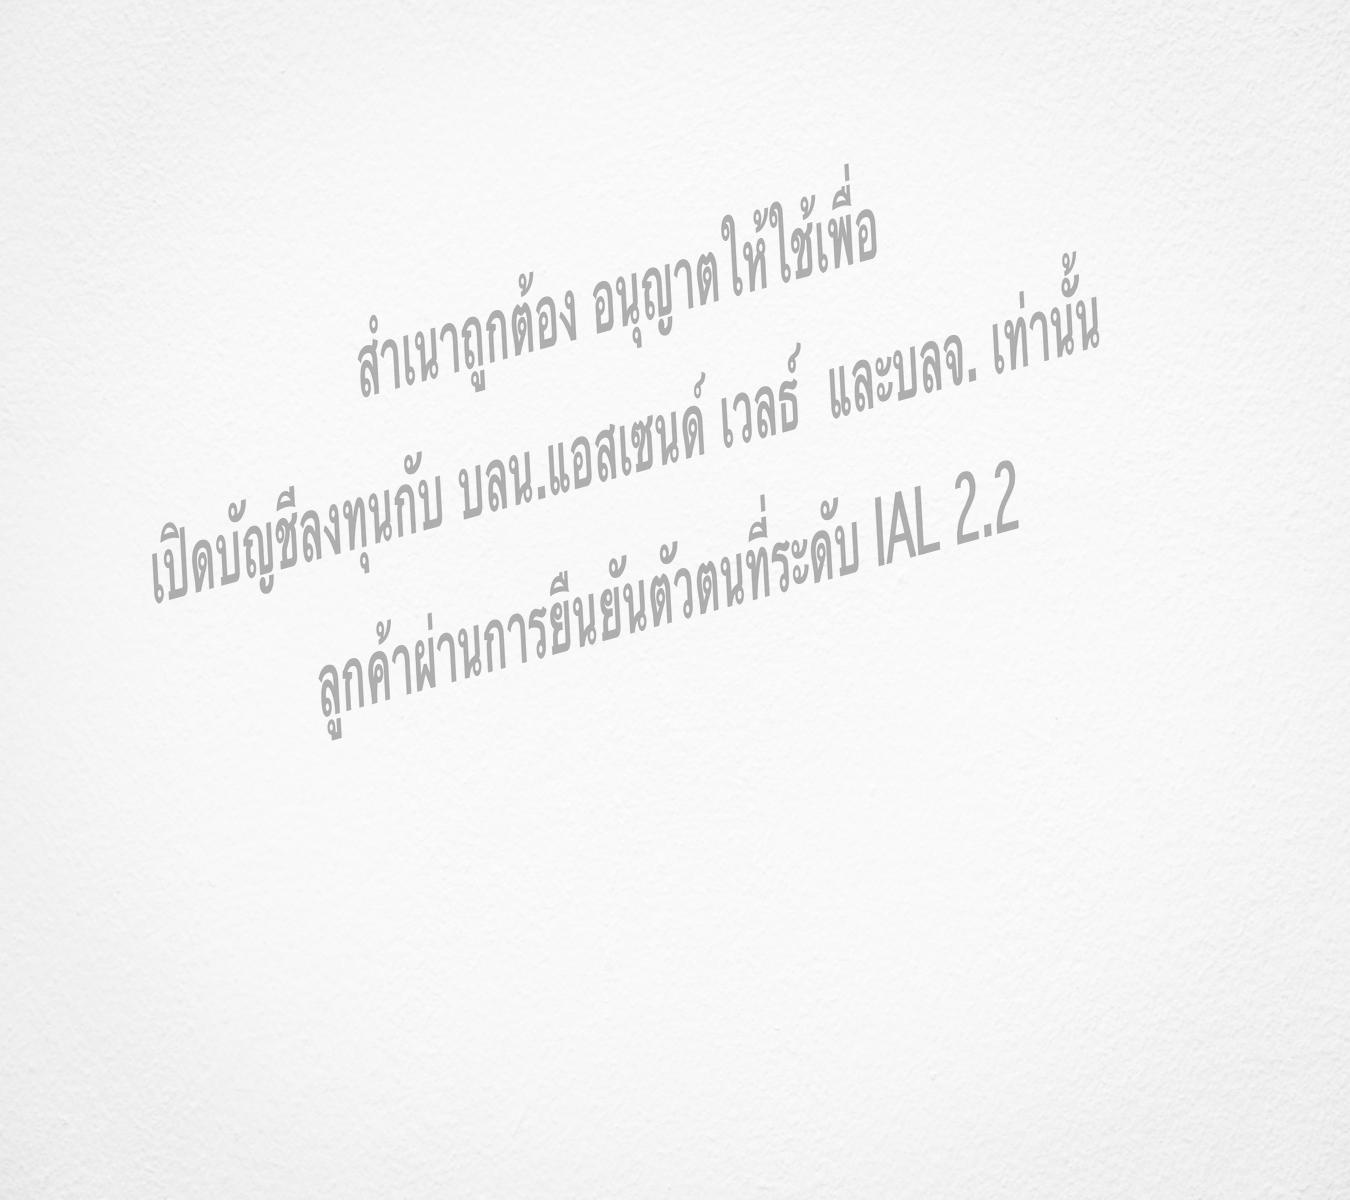 สำเนาถูกต้อง อนุญาตให้ใช้เพื่อ
เปิดบัญชีลงทุนกับ บลน.แอสเซนด์ เวลธ์ และบลจ. เท่านั้น
ลูกค้าผ่านการยืนยันตัวตนที่ระดับ IAL 2.2